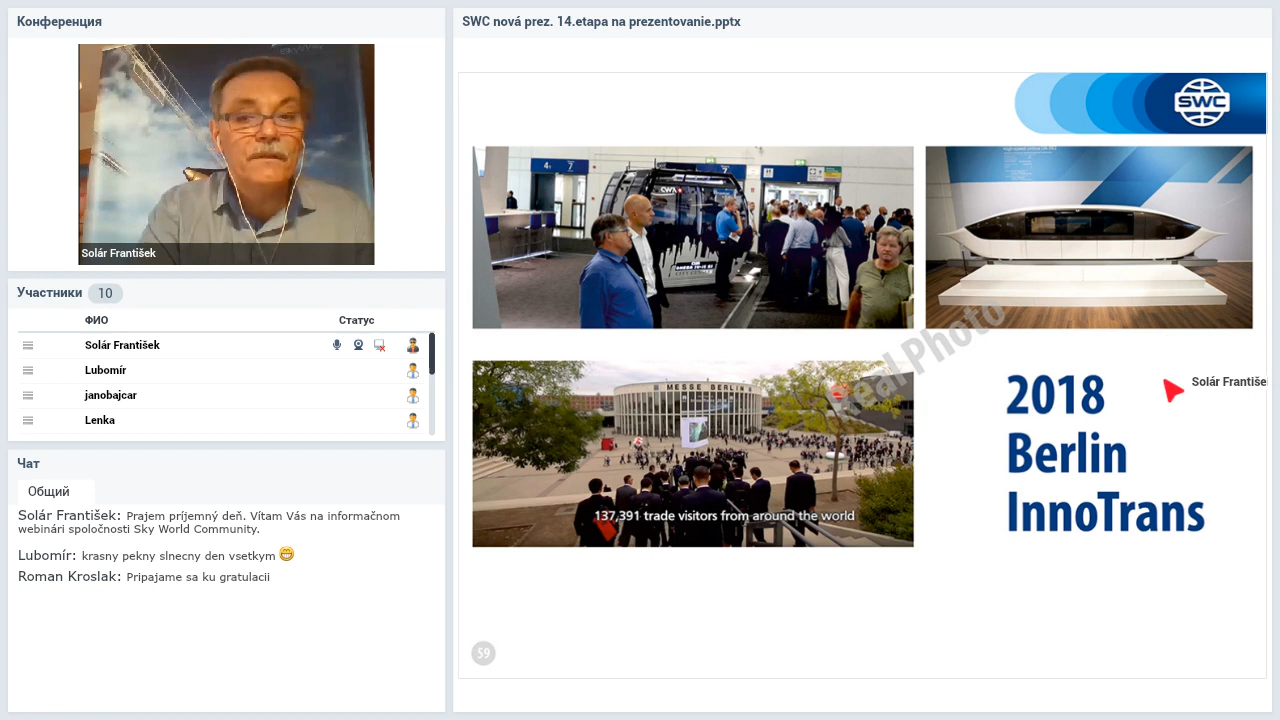 Конференция
Solár František
Участники 10
ФИО Статус
Solár František
Lubomír
janobajcar
Lenka
Чат
Общий
Solár František: Prajem príjemný deň. Vítam Vás na informačnom
webinári spoločnosti Sky World Community.
Lubomír: krasny pekny slnecny den vsetkym
Roman Kroslak: Pripajame sa ku gratulacii
SWC nová prez. 14.etapa na prezentovanie.pptx
SWC
4
7
CWA
Real Photo
MESSE BERLIN
137,391 trade visitors from around the world
Solár Františe
2018
Berlin
InnoTrans
59